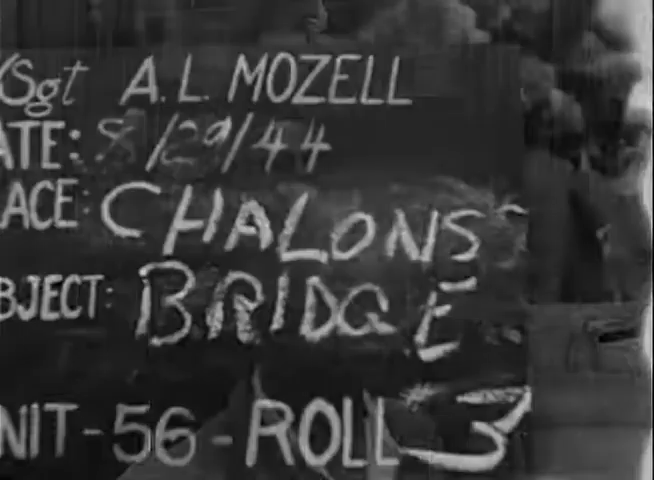 /Sgt A.L. MOZELL
ATE: 8/29/44
ACE: CHALONS
BJECT: BRIDGE
NIT-56-ROLL 3